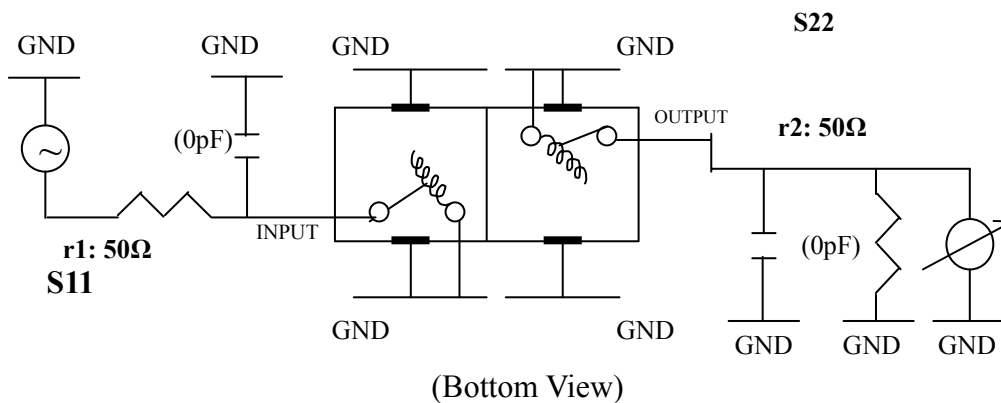 S22
GND
GND
GND
GND
(0pF)
OUTPUT
r2: 50Ω
INPUT
r1: 50Ω
S11
(0pF)
GND
GND
GND
GND
GND
(Bottom View)